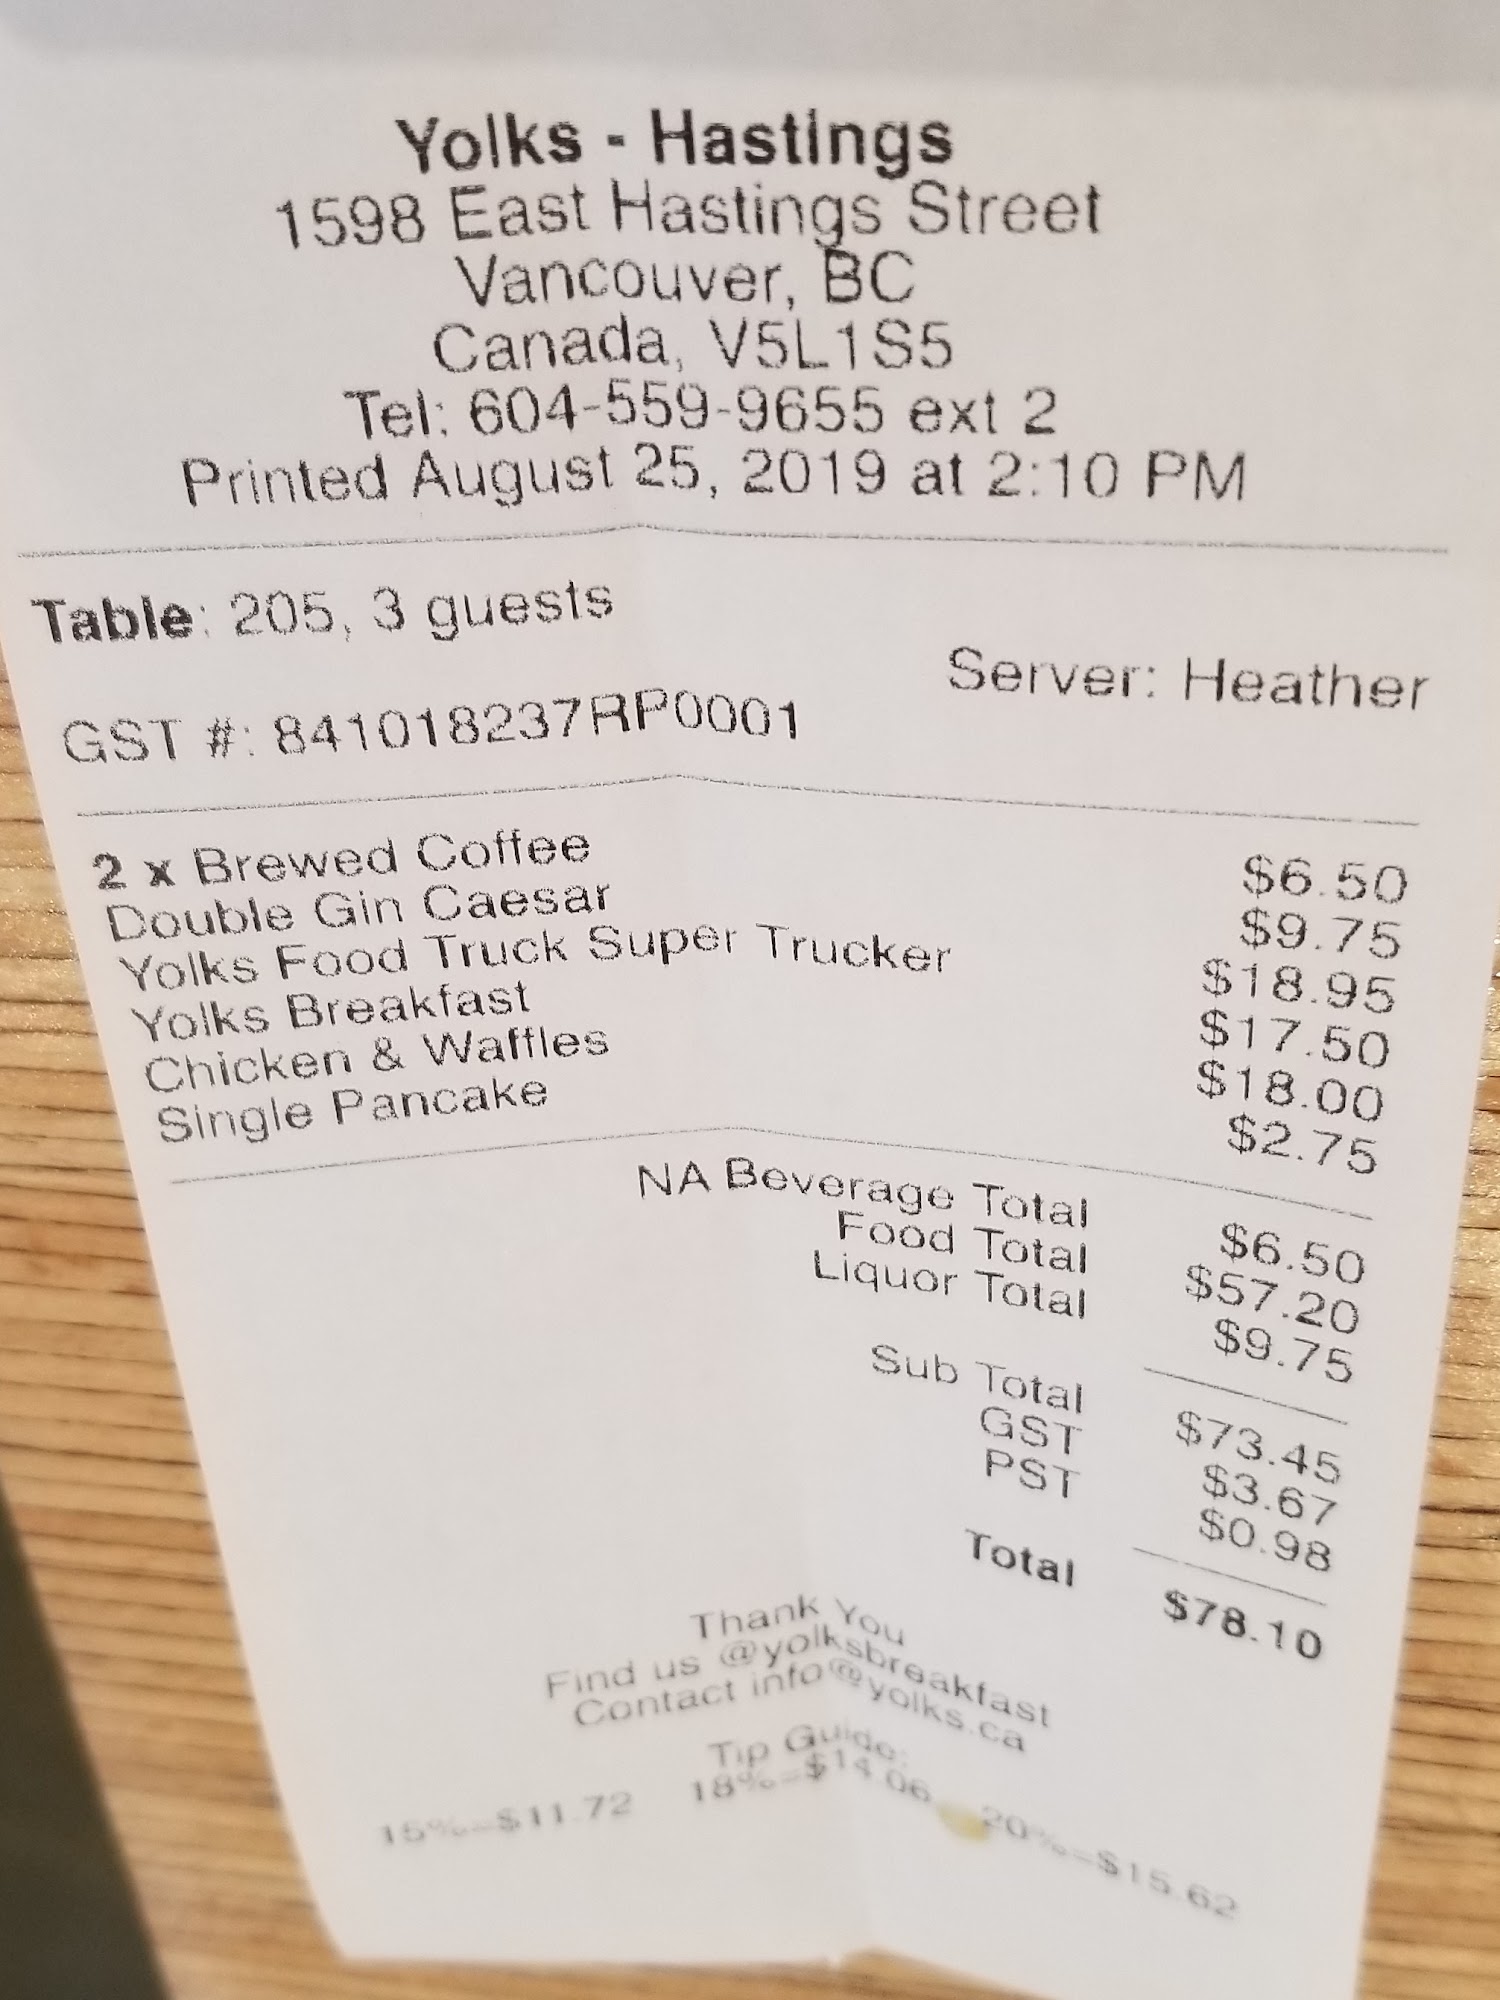 Yolks - Hastings
1598 East Hastings Street
Vancouver, BC
Canada, V5L1S5
Tel: 604-559-9655 ext 2
Printed August 25, 2019 at 2:10 PM
Table: 205, 3 guests
Server: Heather
GST #: 841018237RP0001
2 x Brewed Coffee $6.50
Double Gin Caesar $9.75
Yolks Food Truck Super Trucker $18.95
Yolks Breakfast $17.50
Chicken & Waffles $18.00
Single Pancake $2.75
NA Beverage Total $6.50
Food Total $57.20
Liquor Total $9.75
Sub Total $73.45
GST $3.67
PST $0.98
Total $78.10
Thank You
Find us @yolksbreakfast
Contact info@yolks.ca
Tip Guide:
15%=$11.72 18%=$14.06 20%=$15.62